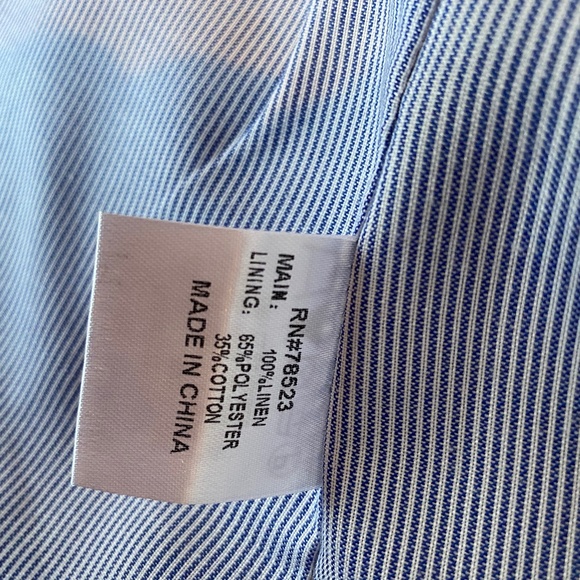 RN#78523
MAIN: 100%LINEN
LINING: 65%POLYESTER
35%COTTON
MADE IN CHINA